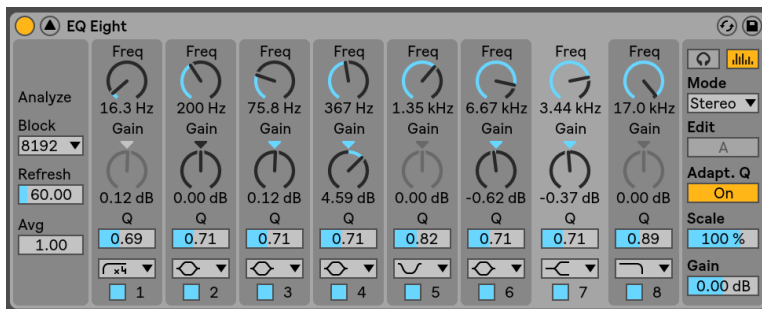 EQ Eight
Freq Freq Freq Freq Freq Freq Freq Freq
16.3 Hz 200 Hz 75.8 Hz 367 Hz 1.35 kHz 6.67 kHz 3.44 kHz 17.0 kHz
Gain Gain Gain Gain Gain Gain Gain Gain
0.12 dB 0.00 dB 0.12 dB 4.59 dB 0.00 dB -0.62 dB -0.37 dB 0.00 dB
Q Q Q Q Q Q Q Q
0.69 0.71 0.71 0.71 0.82 0.71 0.71 0.89
x4
1 2 3 4 5 6 7 8
Analyze
Block
8192
Refresh
60.00
Avg
1.00
Mode
Stereo
Edit
A
Adapt. Q
On
Scale
100 %
Gain
0.00 dB